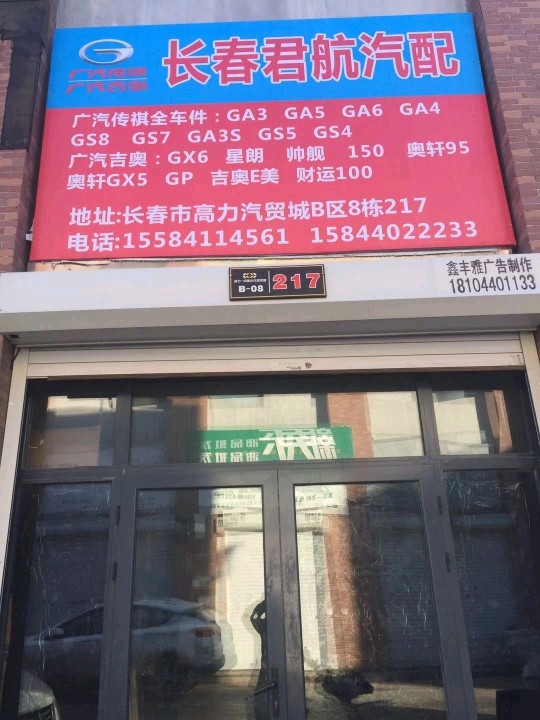 长春君航汽配
广汽传祺
广汽吉奥
广汽传祺全车件：GA3 GA5 GA6 GA4
GS8 GS7 GA3S GS5 GS4
广汽吉奥：GX6 星朗 帅舰 150 奥轩95
奥轩GX5 GP 吉奥E美 财运100
地址:长春市高力汽贸城B区8栋217
电话:15584114561 15844022233
B-08 217
鑫丰雅广告制作
18104401133